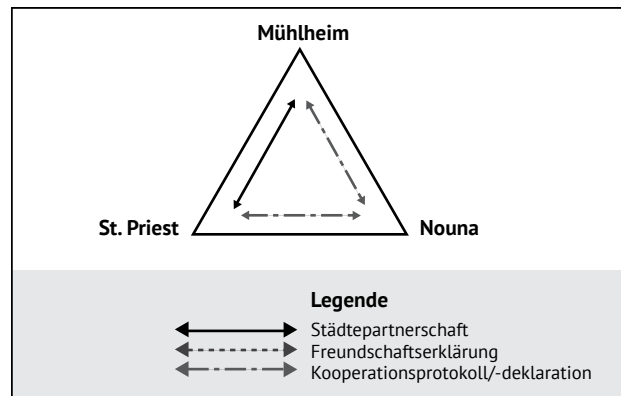 Mühlheim
St. Priest
Nouna
Legende
Städtepartnerschaft
Freundschaftserklärung
Kooperationsprotokoll/-deklaration